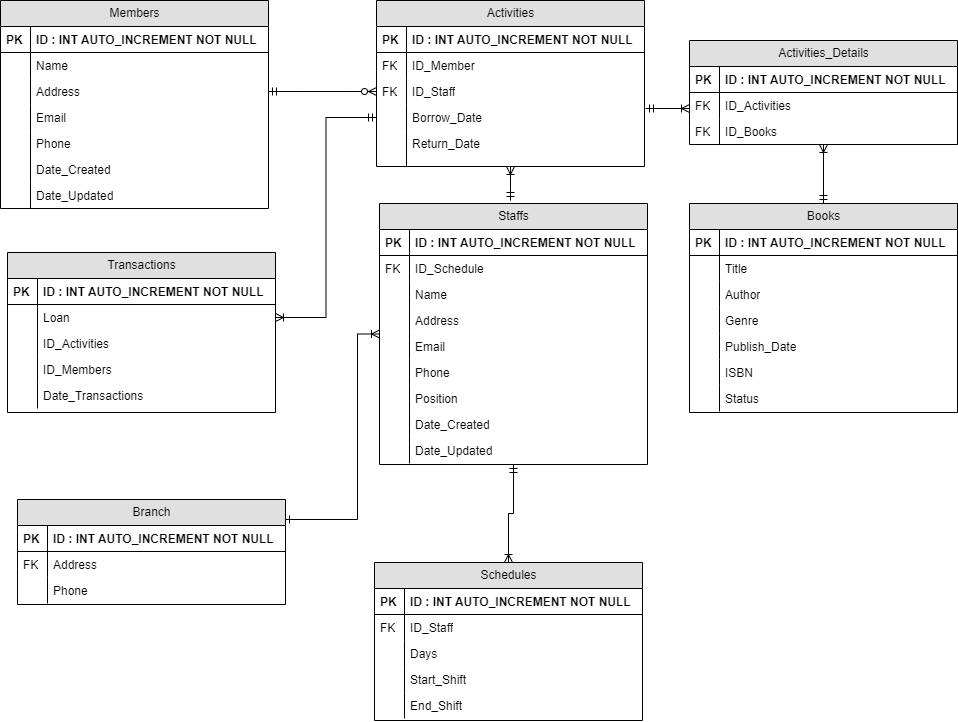 Members
PK ID : INT AUTO_INCREMENT NOT NULL
Name
Address
Email
Phone
Date_Created
Date_Updated
Activities
PK ID : INT AUTO_INCREMENT NOT NULL
FK ID_Member
FK ID_Staff
Borrow_Date
Return_Date
Activities_Details
PK ID : INT AUTO_INCREMENT NOT NULL
FK ID_Activities
FK ID_Books
Transactions
PK ID : INT AUTO_INCREMENT NOT NULL
Loan
ID_Activities
ID_Members
Date_Transactions
Staffs
PK ID : INT AUTO_INCREMENT NOT NULL
FK ID_Schedule
Name
Address
Email
Phone
Position
Date_Created
Date_Updated
Books
PK ID : INT AUTO_INCREMENT NOT NULL
Title
Author
Genre
Publish_Date
ISBN
Status
Branch
PK ID : INT AUTO_INCREMENT NOT NULL
FK Address
Phone
Schedules
PK ID : INT AUTO_INCREMENT NOT NULL
FK ID_Staff
Days
Start_Shift
End_Shift